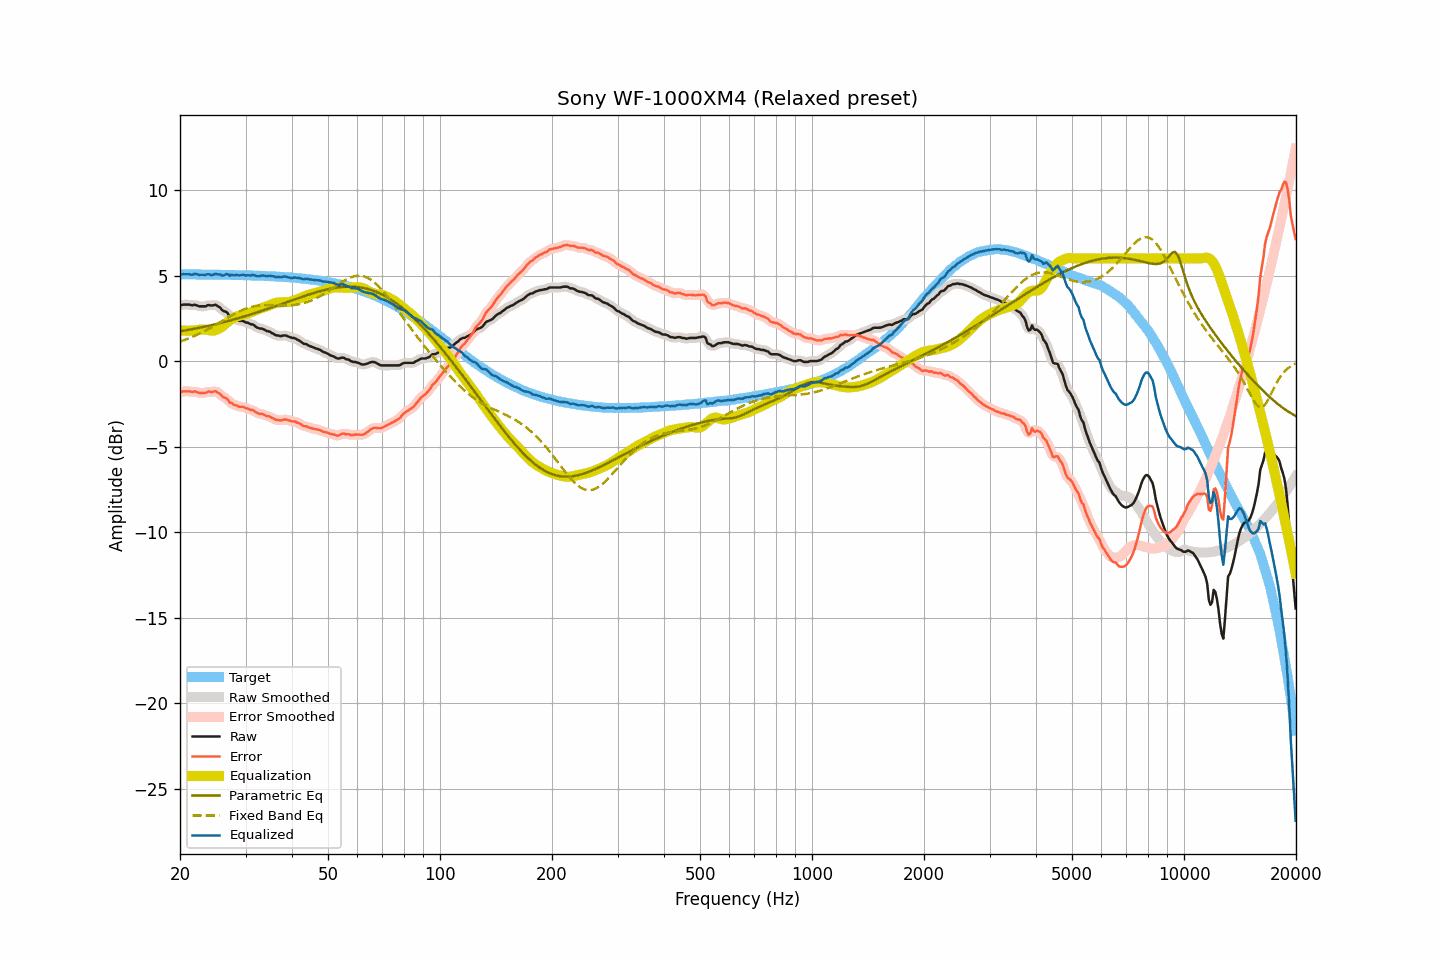 Sony WF-1000XM4 (Relaxed preset)
Amplitude (dBr)
10
5
0
−5
−10
−15
−20
−25
Target
Raw Smoothed
Error Smoothed
Raw
Error
Equalization
Parametric Eq
Fixed Band Eq
Equalized
20 50 100 200 500 1000 2000 5000 10000 20000
Frequency (Hz)